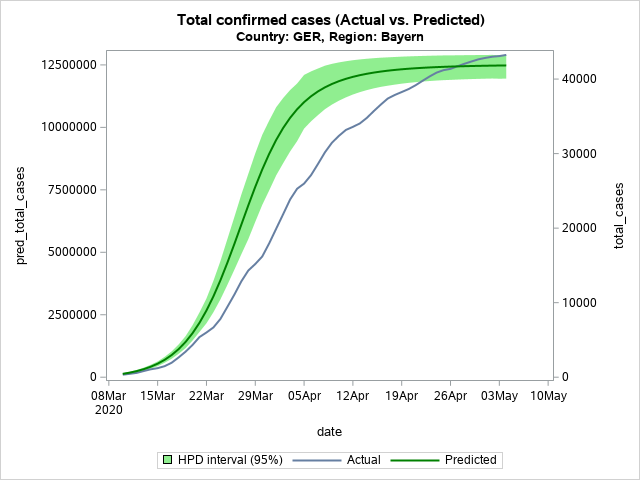 Total confirmed cases (Actual vs. Predicted)
Country: GER, Region: Bayern
12500000
10000000
7500000
5000000
2500000
0
pred_total_cases
40000
30000
20000
10000
0
total_cases
08Mar 15Mar 22Mar 29Mar 05Apr 12Apr 19Apr 26Apr 03May 10May
2020
date
HPD interval (95%) Actual Predicted